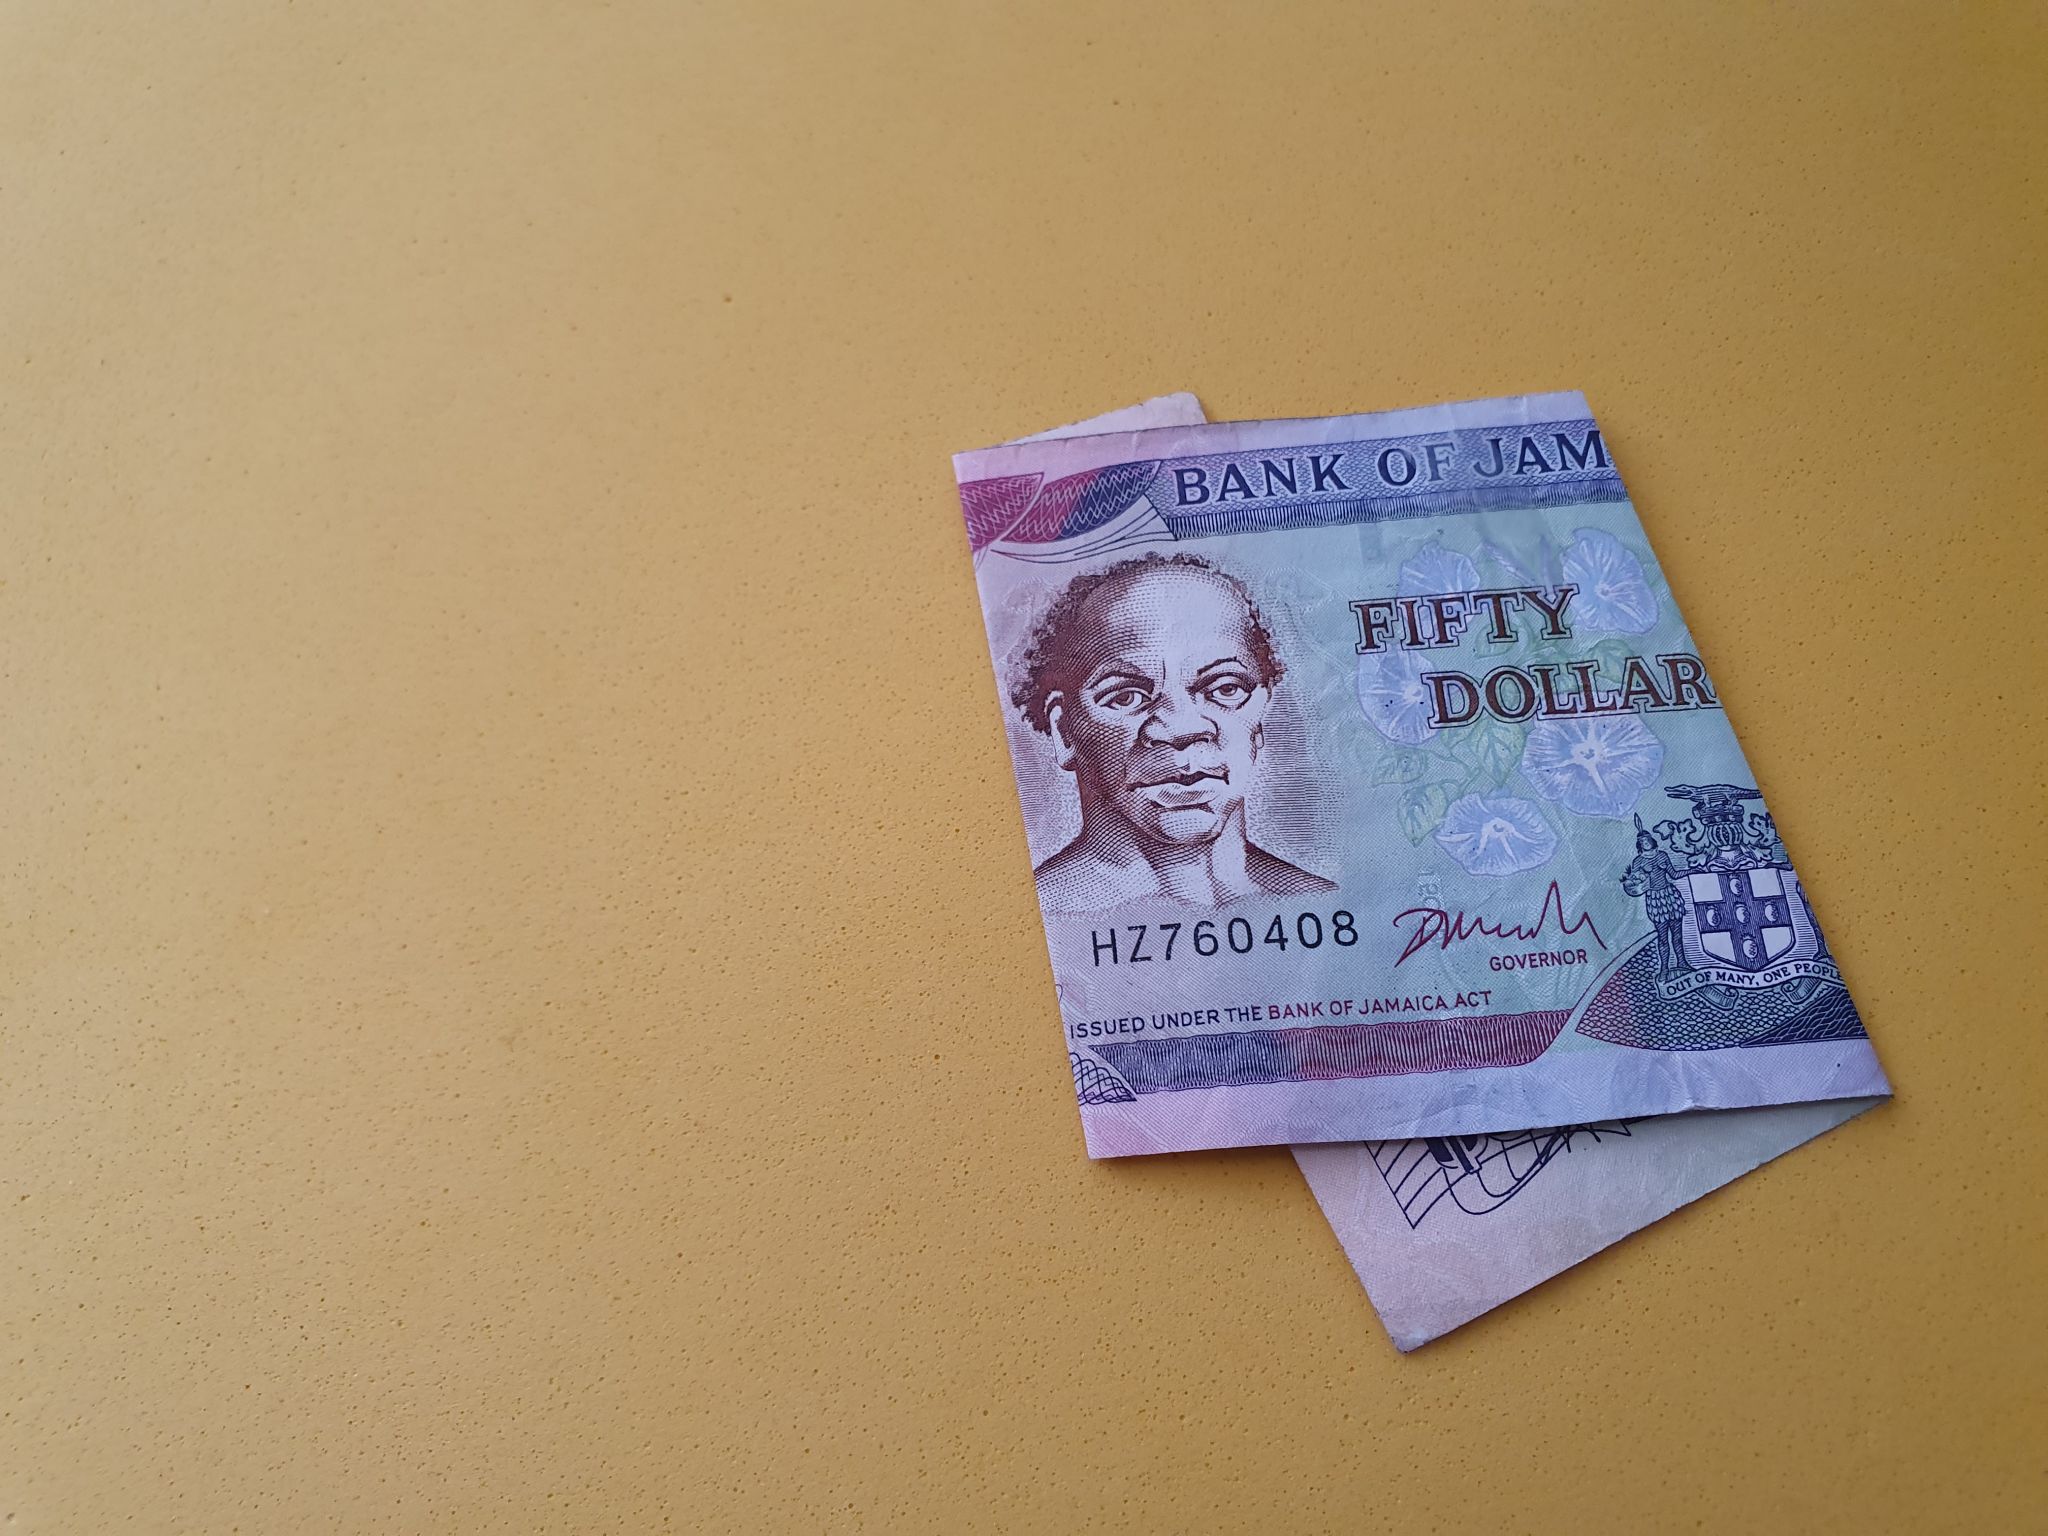 BANK OF JAM
FIFTY
DOLLAR
HZ760408
GOVERNOR
OUT OF MANY, ONE PEOPLE
ISSUED UNDER THE BANK OF JAMAICA ACT